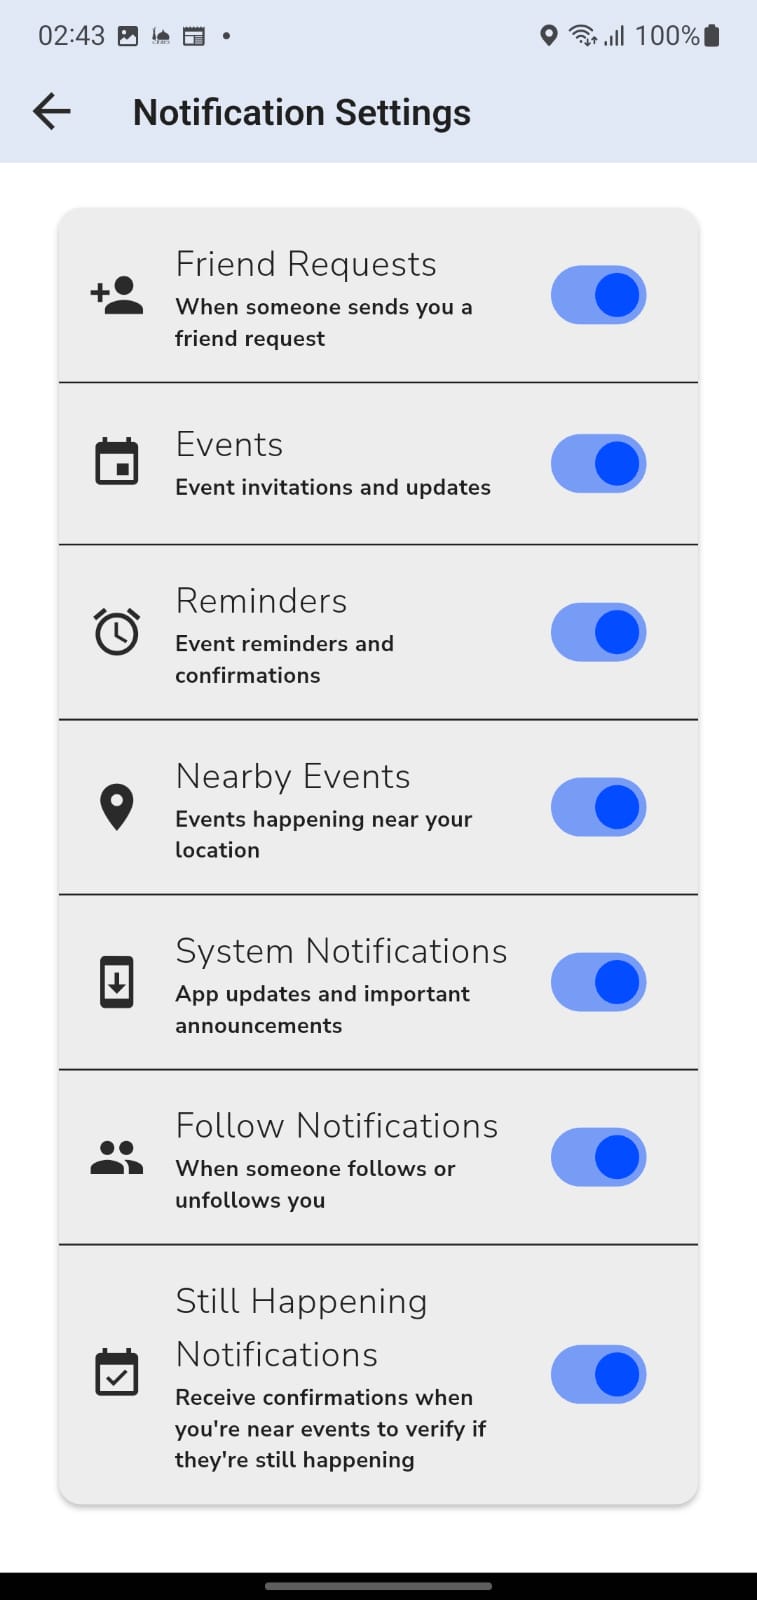 02:43
100%
Notification Settings
Friend Requests
When someone sends you a
friend request
Events
Event invitations and updates
Reminders
Event reminders and
confirmations
Nearby Events
Events happening near your
location
System Notifications
App updates and important
announcements
Follow Notifications
When someone follows or
unfollows you
Still Happening
Notifications
Receive confirmations when
you're near events to verify if
they're still happening